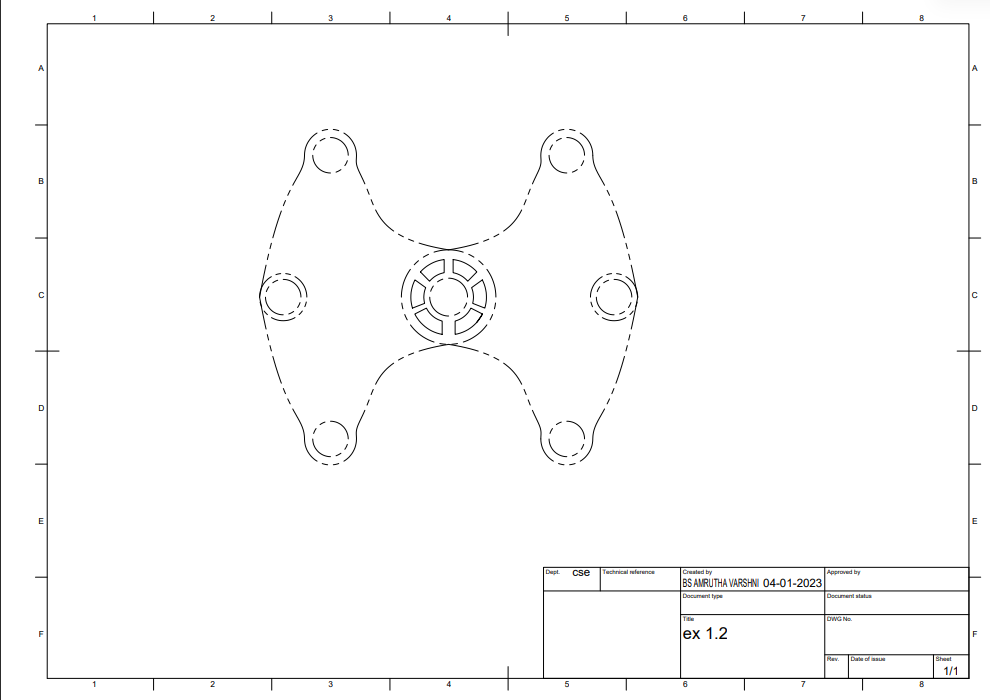 1 2 3 4 5 6 7 8
A A
B B
C C
D D
E E
F F
Dept. cse Technical reference Created by Approved by
BS AMRUTHA VARSHNI 04-01-2023
Document type Document status
Title DWG No.
ex 1.2
Rev. Date of issue Sheet
1/1
1 2 3 4 5 6 7 8